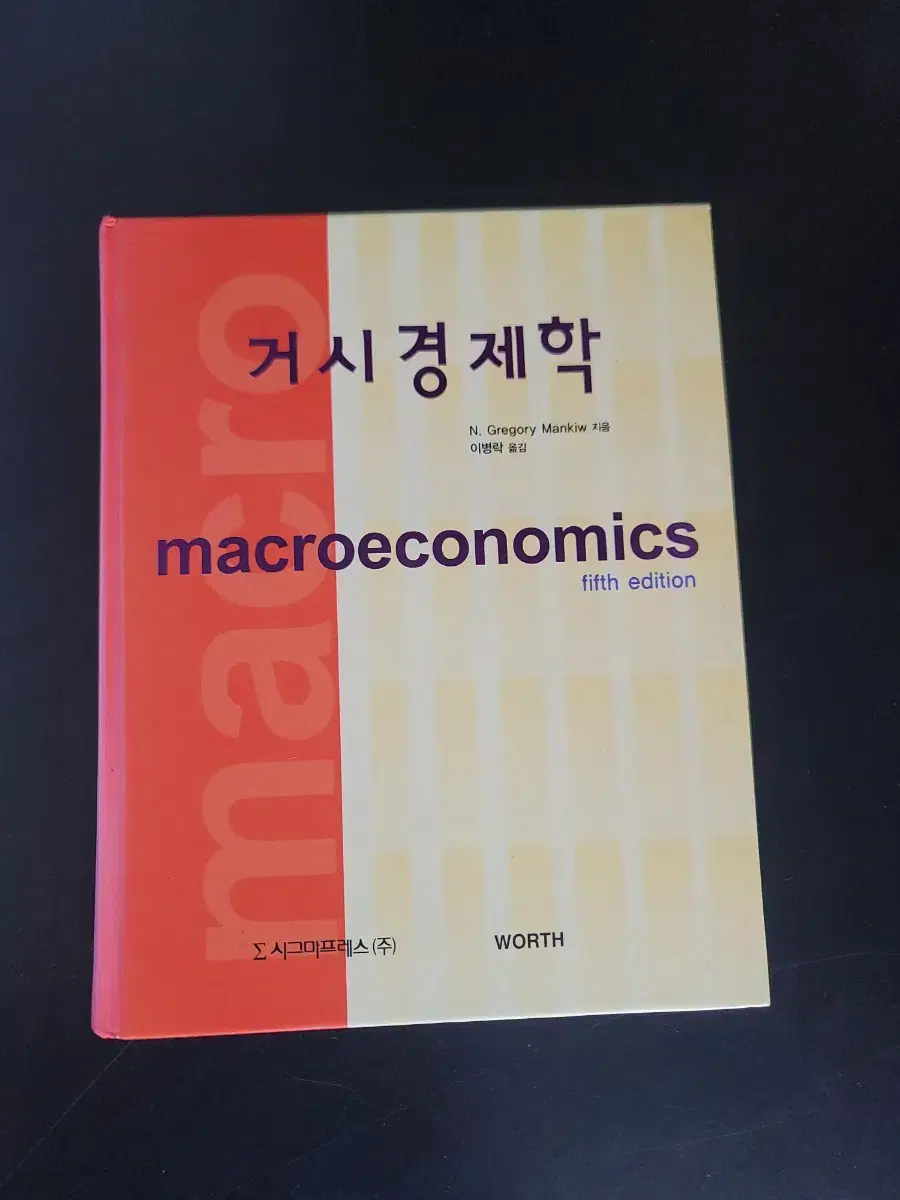 macro
거시경제학
N. Gregory Mankiw 지음
이병락 옮김
macroeconomics
fifth edition
∑ 시그마프레스(주)
WORTH